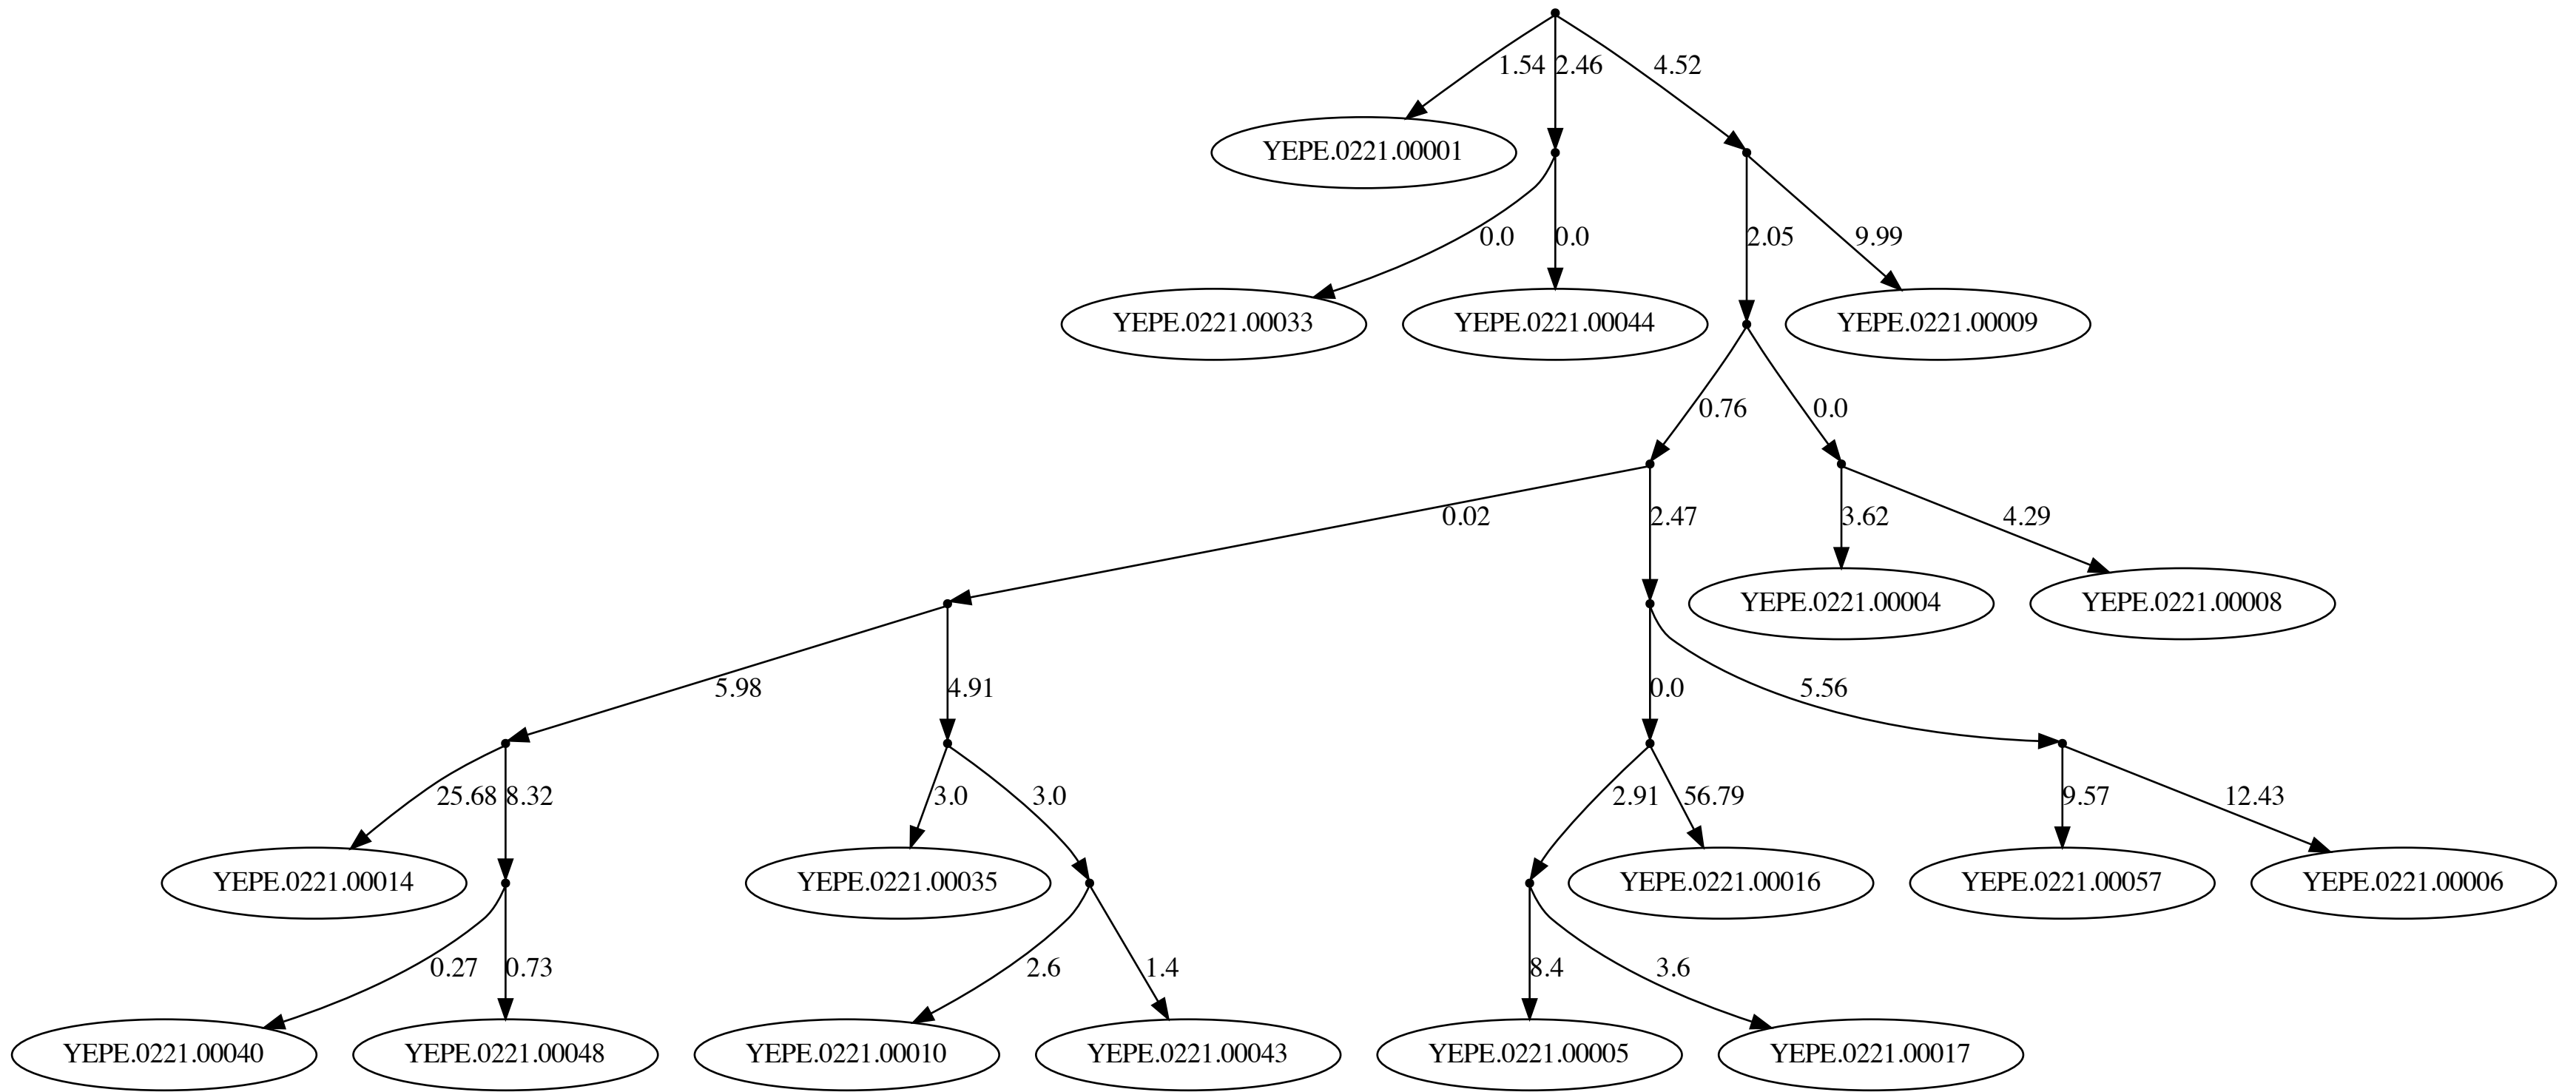 1.54 2.46 4.52
YEPE.0221.00001
0.0 0.0 2.05 9.99
YEPE.0221.00033 YEPE.0221.00044 YEPE.0221.00009
0.76 0.0
0.02 2.47 3.62 4.29
YEPE.0221.00004 YEPE.0221.00008
5.98 4.91 0.0 5.56
25.68 8.32 3.0 3.0 2.91 56.79 9.57 12.43
YEPE.0221.00014 YEPE.0221.00035 YEPE.0221.00016 YEPE.0221.00057 YEPE.0221.00006
0.27 0.73 2.6 1.4 8.4 3.6
YEPE.0221.00040 YEPE.0221.00048 YEPE.0221.00010 YEPE.0221.00043 YEPE.0221.00005 YEPE.0221.00017